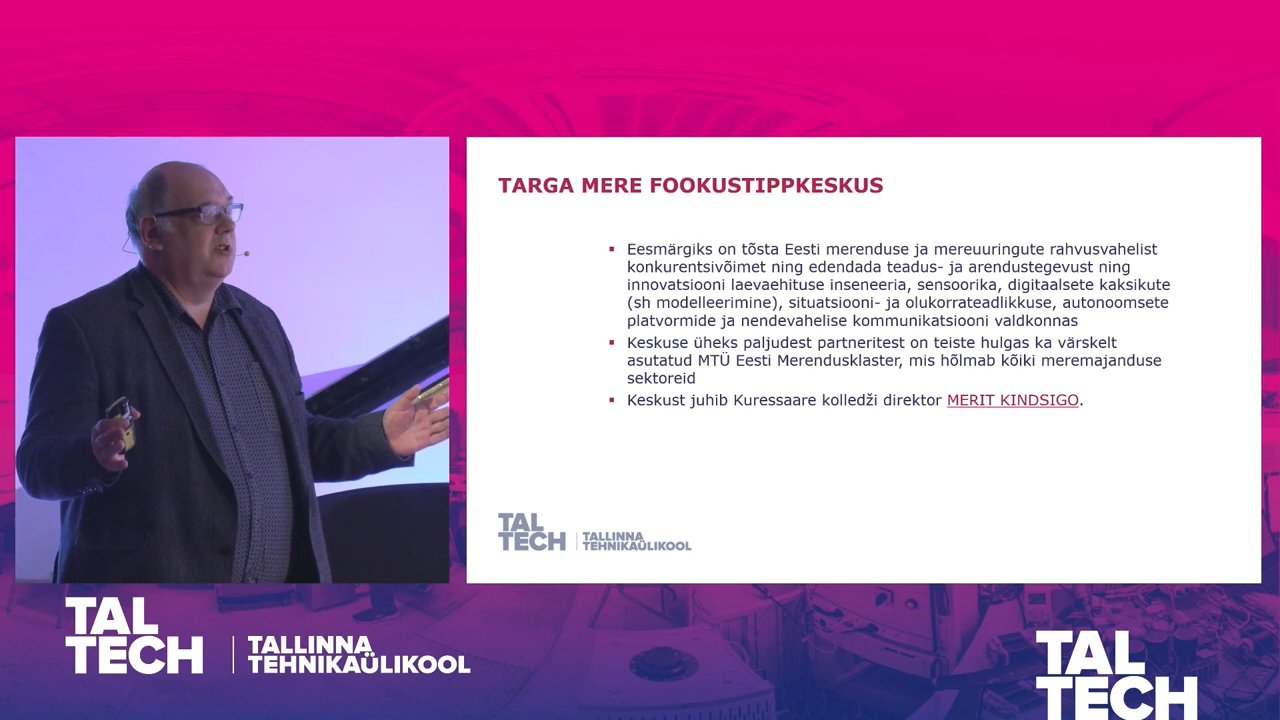 TARGA MERE FOOKUSTIPPKESKUS
Eesmärgiks on tõsta Eesti merenduse ja mereuuringute rahvusvahelist
konkurentsivõimet ning edendada teadus- ja arendustegevust ning
innovatsiooni laevaehituse inseneeria, sensoorika, digitaalsete kaksikute
(sh modelleerimine), situatsiooni- ja olukorrateadlikkuse, autonoomsete
platvormide ja nendevahelise kommunikatsiooni valdkonnas
Keskuse üheks paljudest partneritest on teiste hulgas ka värskelt
asutatud MTÜ Eesti Merendusklaster, mis hõlmab kõiki meremajanduse
sektoreid
Keskust juhib Kuressaare kolledži direktor MERIT KINDSIGO.
TAL
TECH
TALLINNA
TEHNIKAÜLIKOOL
TAL
TECH
TALLINNA
TEHNIKAÜLIKOOL
TAL
TECH